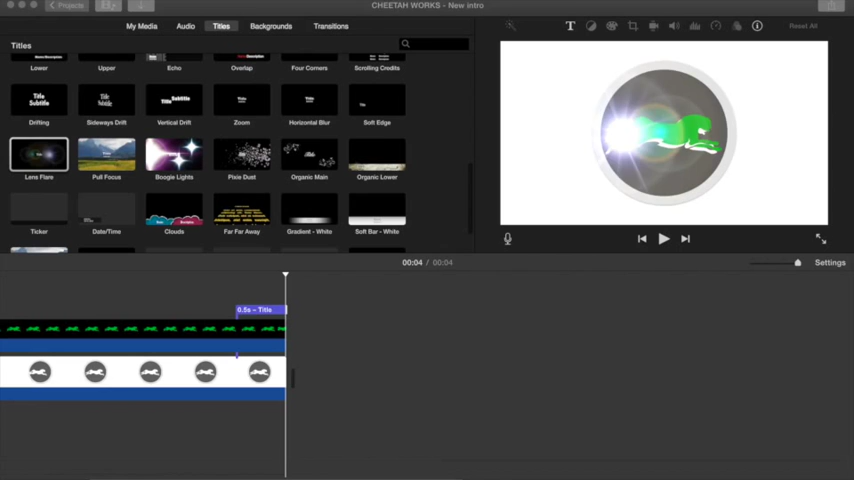 CHEETAH WORKS - New intro
Projects
My Media Audio Titles Backgrounds Transitions
Reset All
Titles
Lower Upper Echo Overlap Four Corners Scrolling Credits
Title
Subtitle
Drifting Sideways Drift Vertical Drift Zoom Horizontal Blur Soft Edge
Lens Flare Pull Focus Boogie Lights Pixie Dust Organic Main Organic Lower
Ticker Date/Time Clouds Far Far Away Gradient - White Soft Bar - White
00:04 / 00:04
Settings
0.5s – Title